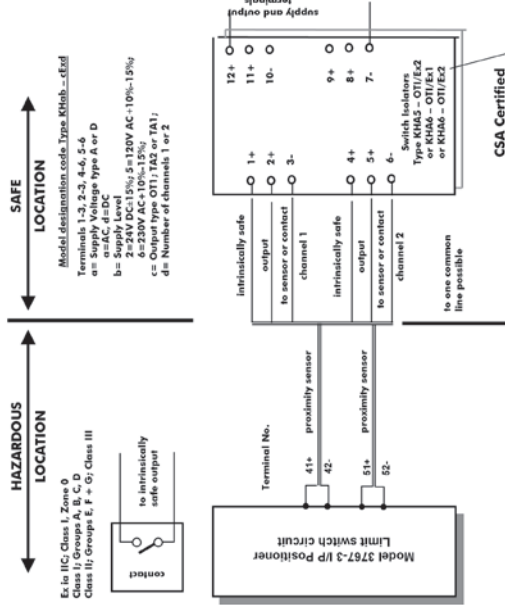 HAZARDOUS
LOCATION
SAFE
LOCATION
Ex ia IIC; Class I, Zone 0
Class I; Groups A, B, C, D
Class II; Groups E, F + G; Class III
contact
to intrinsically
safe output
Model designation code Type KHab – cExd
Terminals 1-3, 2-3, 4-6, 5-6
a= Supply Voltage type A or D
a=AC, d=DC
b= Supply Level
2=24V DC±15%; 5=120V AC+10%-15%;
6=230V AC+10%-15%;
c= Output type OT1; fA2 or TA1;
d= Number of channels 1 or 2
Model 3767-3 I/P Positioner
Limit switch circuit
Terminal No.
41+
42-
51+
52-
proximity sensor
proximity sensor
intrinsically safe
output
to sensor or contact
channel 1
intrinsically safe
output
to sensor or contact
channel 2
to one common
line possible
1+
2+
3-
4+
5+
6-
12+
11+
10-
9+
8+
7-
supply and output
terminals
Switch isolators
Type KHA5 – OTI/Ex2
or KHA6 – OTI/Ex1
or KHA6 – OTI/Ex2
CSA Certified